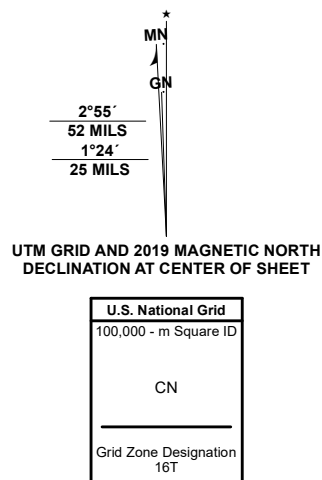 MN
GN
2°55´
52 MILS
1°24´
25 MILS
UTM GRID AND 2019 MAGNETIC NORTH
DECLINATION AT CENTER OF SHEET
U.S. National Grid
100,000 - m Square ID
CN
Grid Zone Designation
16T